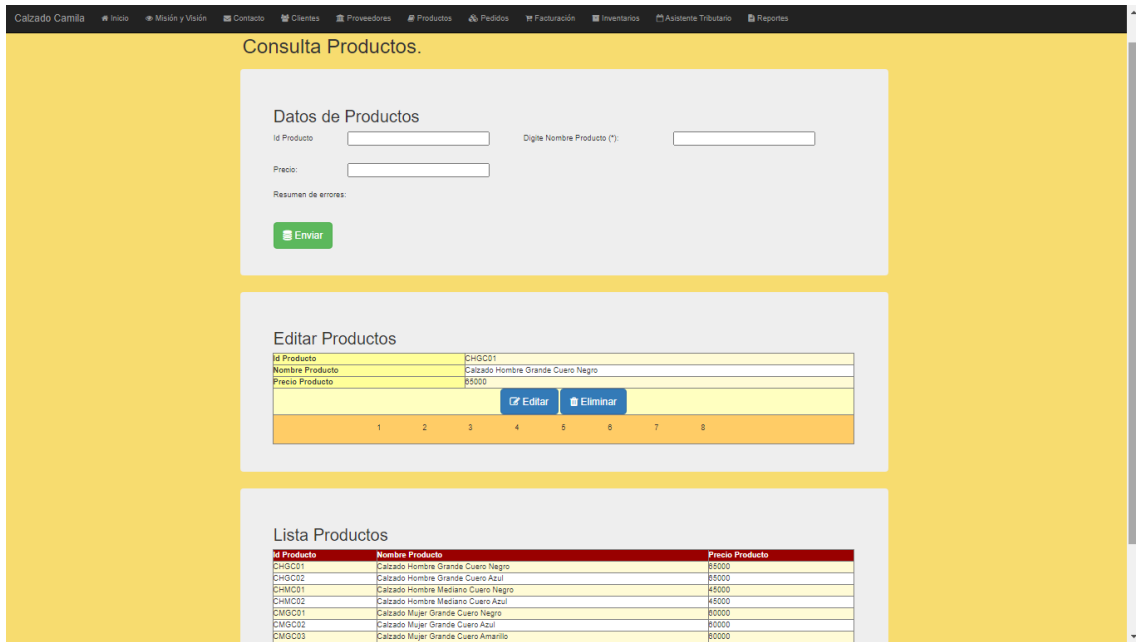 Calzado Camila Inicio Misión y Visión Contacto Clientes Proveedores Productos Pedidos Facturación Inventarios Asistente Tributario Reportes
Consulta Productos.
Datos de Productos
Id Producto Digite Nombre Producto (*):
Precio:
Resumen de errores:
Enviar
Editar Productos
Id Producto CHGC01
Nombre Producto Calzado Hombre Grande Cuero Negro
Precio Producto 65000
Editar Eliminar
1 2 3 4 5 6 7 8
Lista Productos
Id Producto Nombre Producto Precio Producto
CHGC01 Calzado Hombre Grande Cuero Negro 65000
CHGC02 Calzado Hombre Grande Cuero Azul 65000
CHMC01 Calzado Hombre Mediano Cuero Negro 45000
CHMC02 Calzado Hombre Mediano Cuero Azul 45000
CMGC01 Calzado Mujer Grande Cuero Negro 60000
CMGC02 Calzado Mujer Grande Cuero Azul 60000
CMGC03 Calzado Mujer Grande Cuero Amarillo 60000